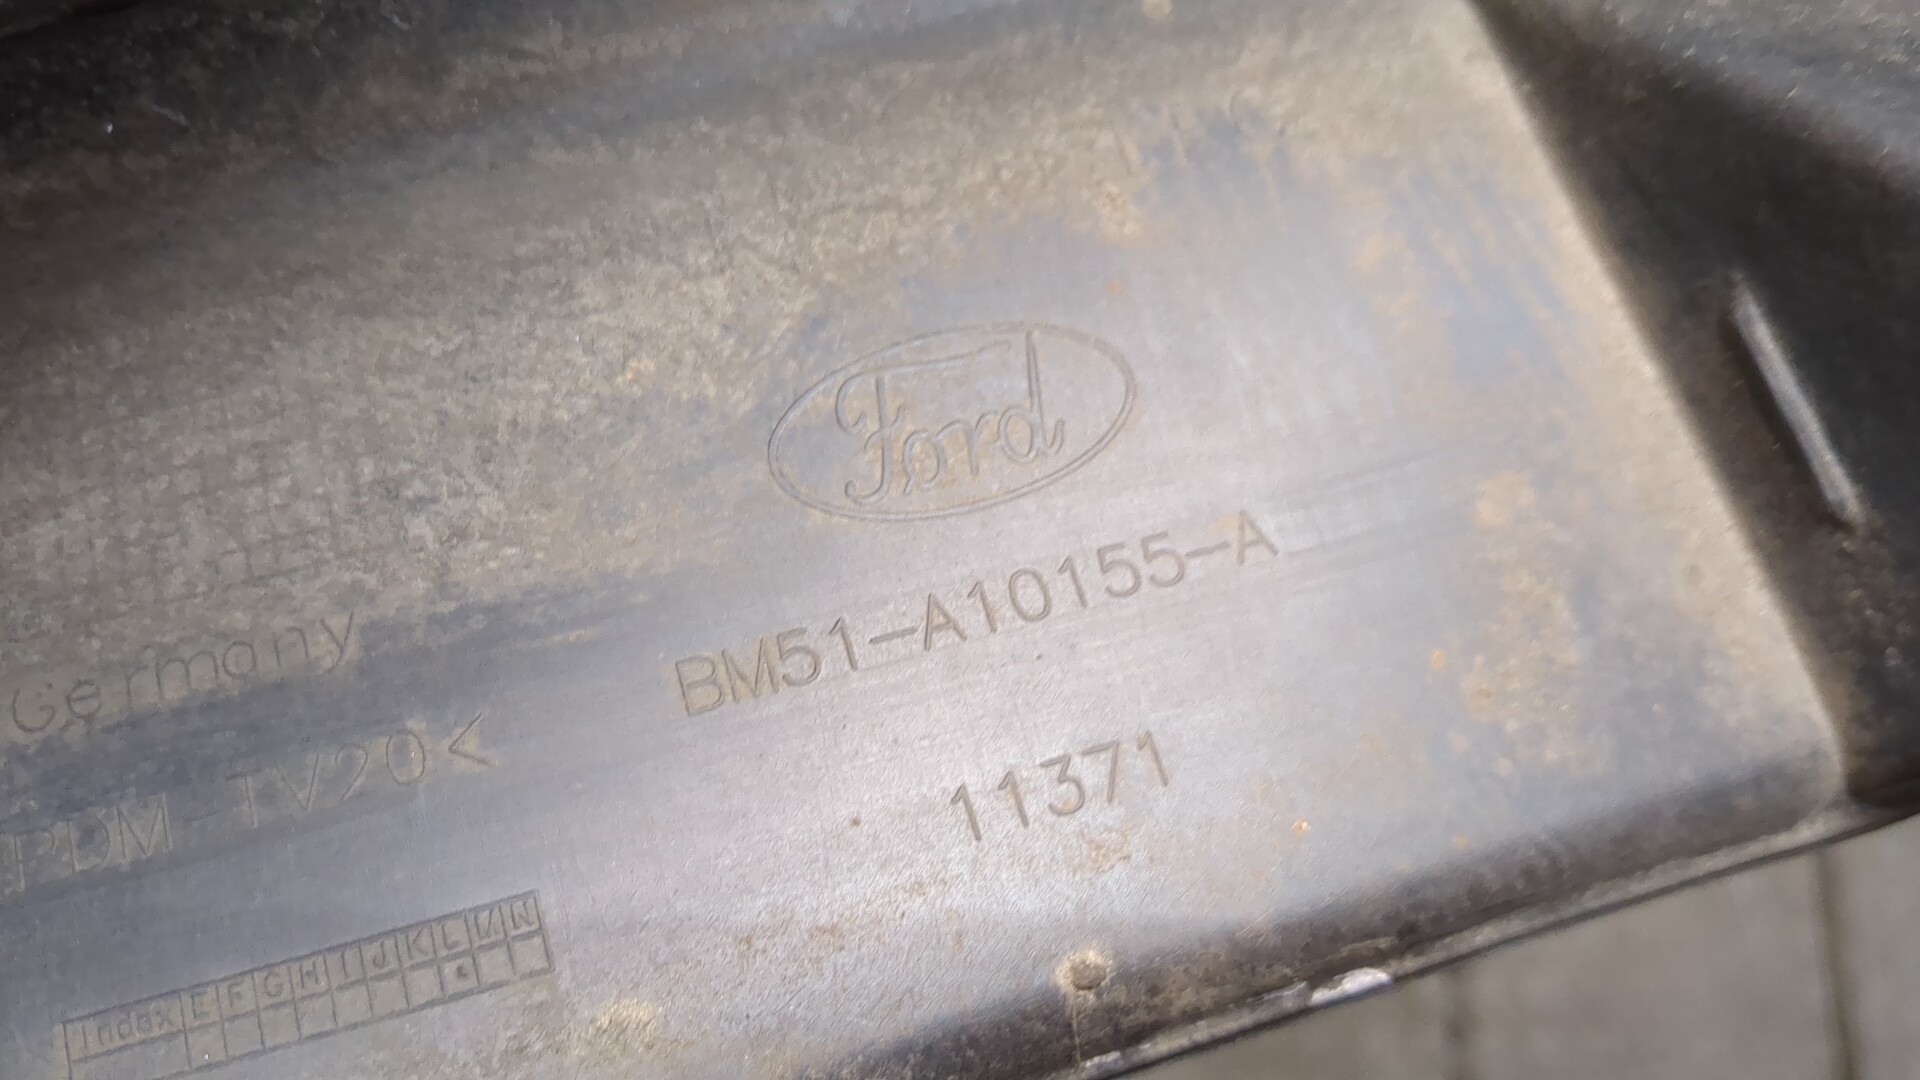 Ford
BM51-A10155-A
11371
Germany
PDM-TV20<
Index E F G H I J K L M N